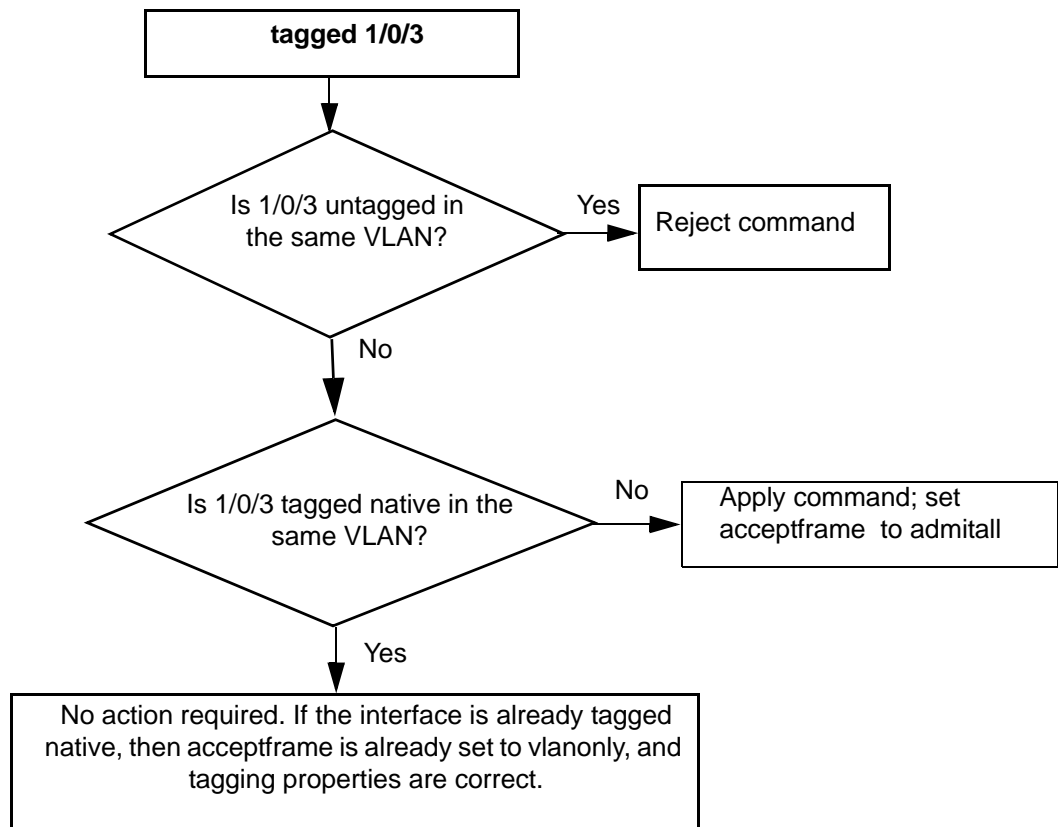 tagged 1/0/3
Is 1/0/3 untagged in
the same VLAN?
Yes
Reject command
No
Is 1/0/3 tagged native in the
same VLAN?
No
Apply command; set
acceptframe to admitall
Yes
No action required. If the interface is already tagged
native, then acceptframe is already set to vlanonly, and
tagging properties are correct.